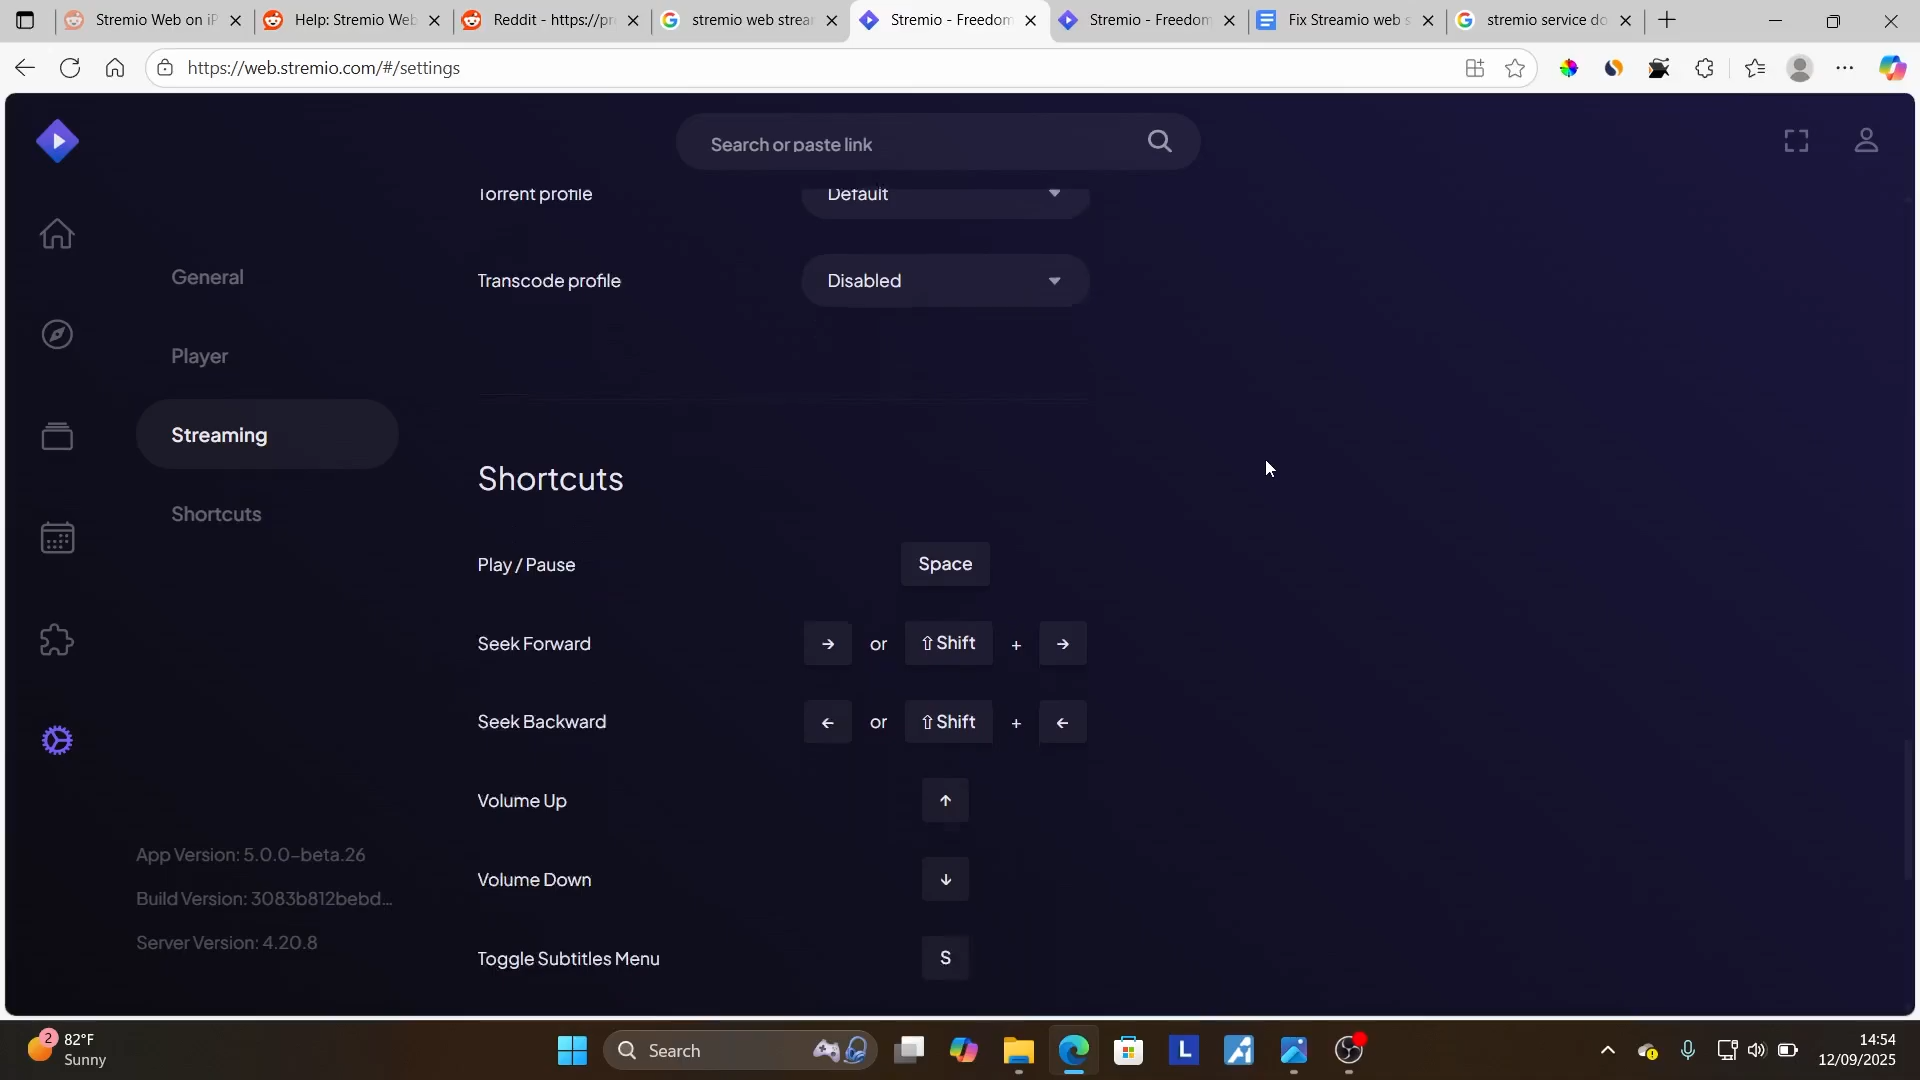 Stremio Web on iP
Help: Stremio Web
Reddit - https://pr
stremio web strea
Stremio - Freedom
Stremio - Freedom
Fix Streamio web s
stremio service do
https://web.stremio.com/#/settings
Search or paste link
Torrent profile
Default
General
Transcode profile
Disabled
Player
Streaming
Shortcuts
Shortcuts
Play / Pause
Space
Seek Forward
→ or ⇧ Shift + →
Seek Backward
← or ⇧ Shift + ←
Volume Up
↑
App Version: 5.0.0-beta.26
Volume Down
↓
Build Version: 3083b812bebd...
Server Version: 4.20.8
Toggle Subtitles Menu
S
2
82°F
Sunny
Search
L
14:54
12/09/2025